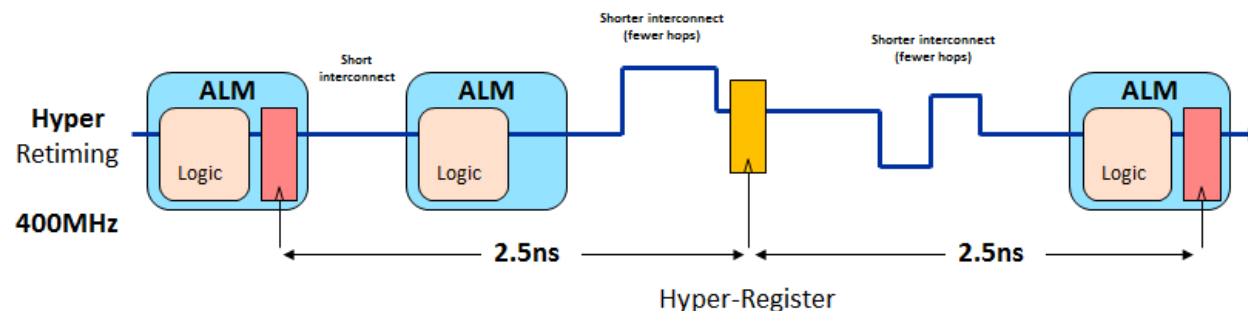 Shorter interconnect
(fewer hops)
Shorter interconnect
(fewer hops)
Short
interconnect
ALM
ALM
ALM
Hyper
Retiming
Logic
Logic
Logic
400MHz
2.5ns
2.5ns
Hyper-Register